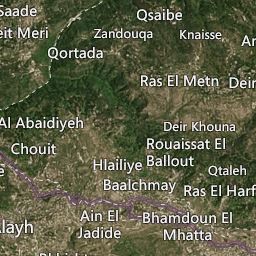 Saade
Qsaibe
eit Meri
Zandouqa
Knaisse
Qortada
Ras El Metn
Deir
Al Abaidiyeh
Deir Khouna
Chouit
Rouaissat El
Ballout
Hlailiye
Qtaleh
Baalchmay
Ras El Harf
Ain El
Jadide
Bhamdoun El
Mhatta